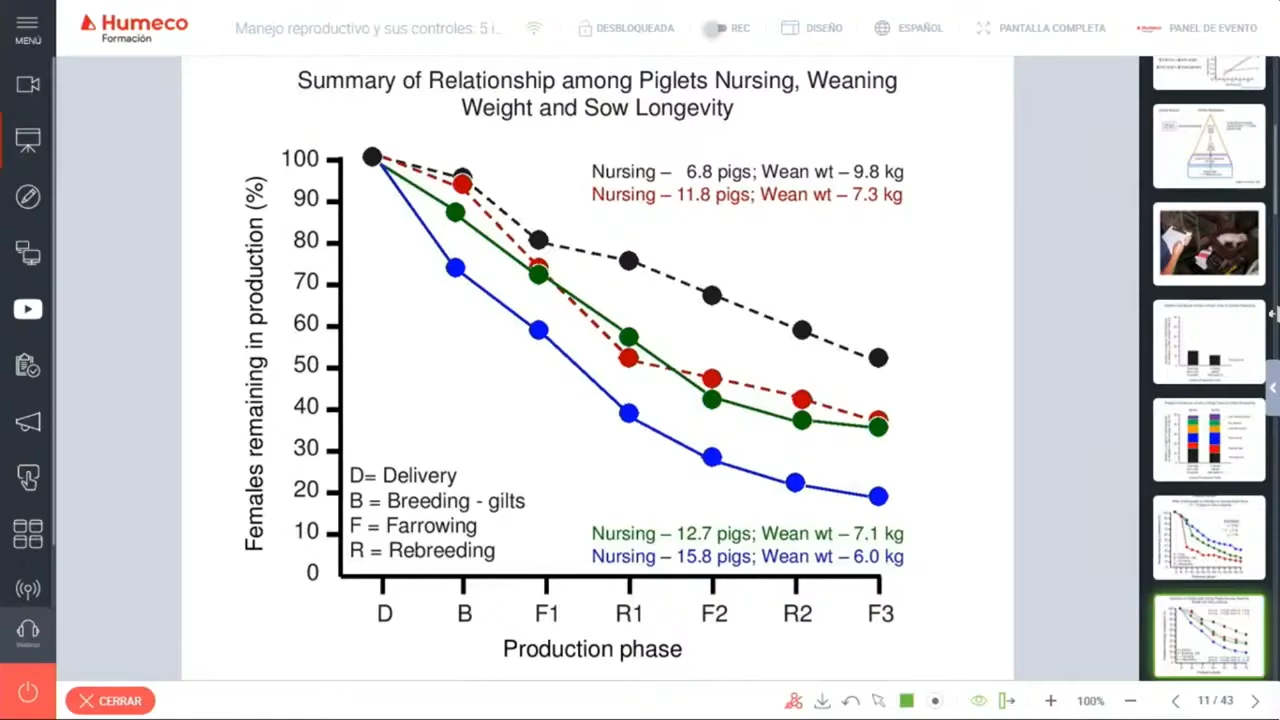 MENÚ
Humeco
Formación
Manejo reproductivo y sus controles: 5 i...
DESBLOQUEADA
REC
DISEÑO
ESPAÑOL
PANTALLA COMPLETA
PANEL DE EVENTO
Summary of Relationship among Piglets Nursing, Weaning
Weight and Sow Longevity
Females remaining in production (%)
100
90
80
70
60
50
40
30
20
10
0
Nursing – 6.8 pigs; Wean wt – 9.8 kg
Nursing – 11.8 pigs; Wean wt – 7.3 kg
D= Delivery
B = Breeding - gilts
F = Farrowing
R = Rebreeding
Nursing – 12.7 pigs; Wean wt – 7.1 kg
Nursing – 15.8 pigs; Wean wt – 6.0 kg
D B F1 R1 F2 R2 F3
Production phase
Webinar
CERRAR
100%
11 / 43